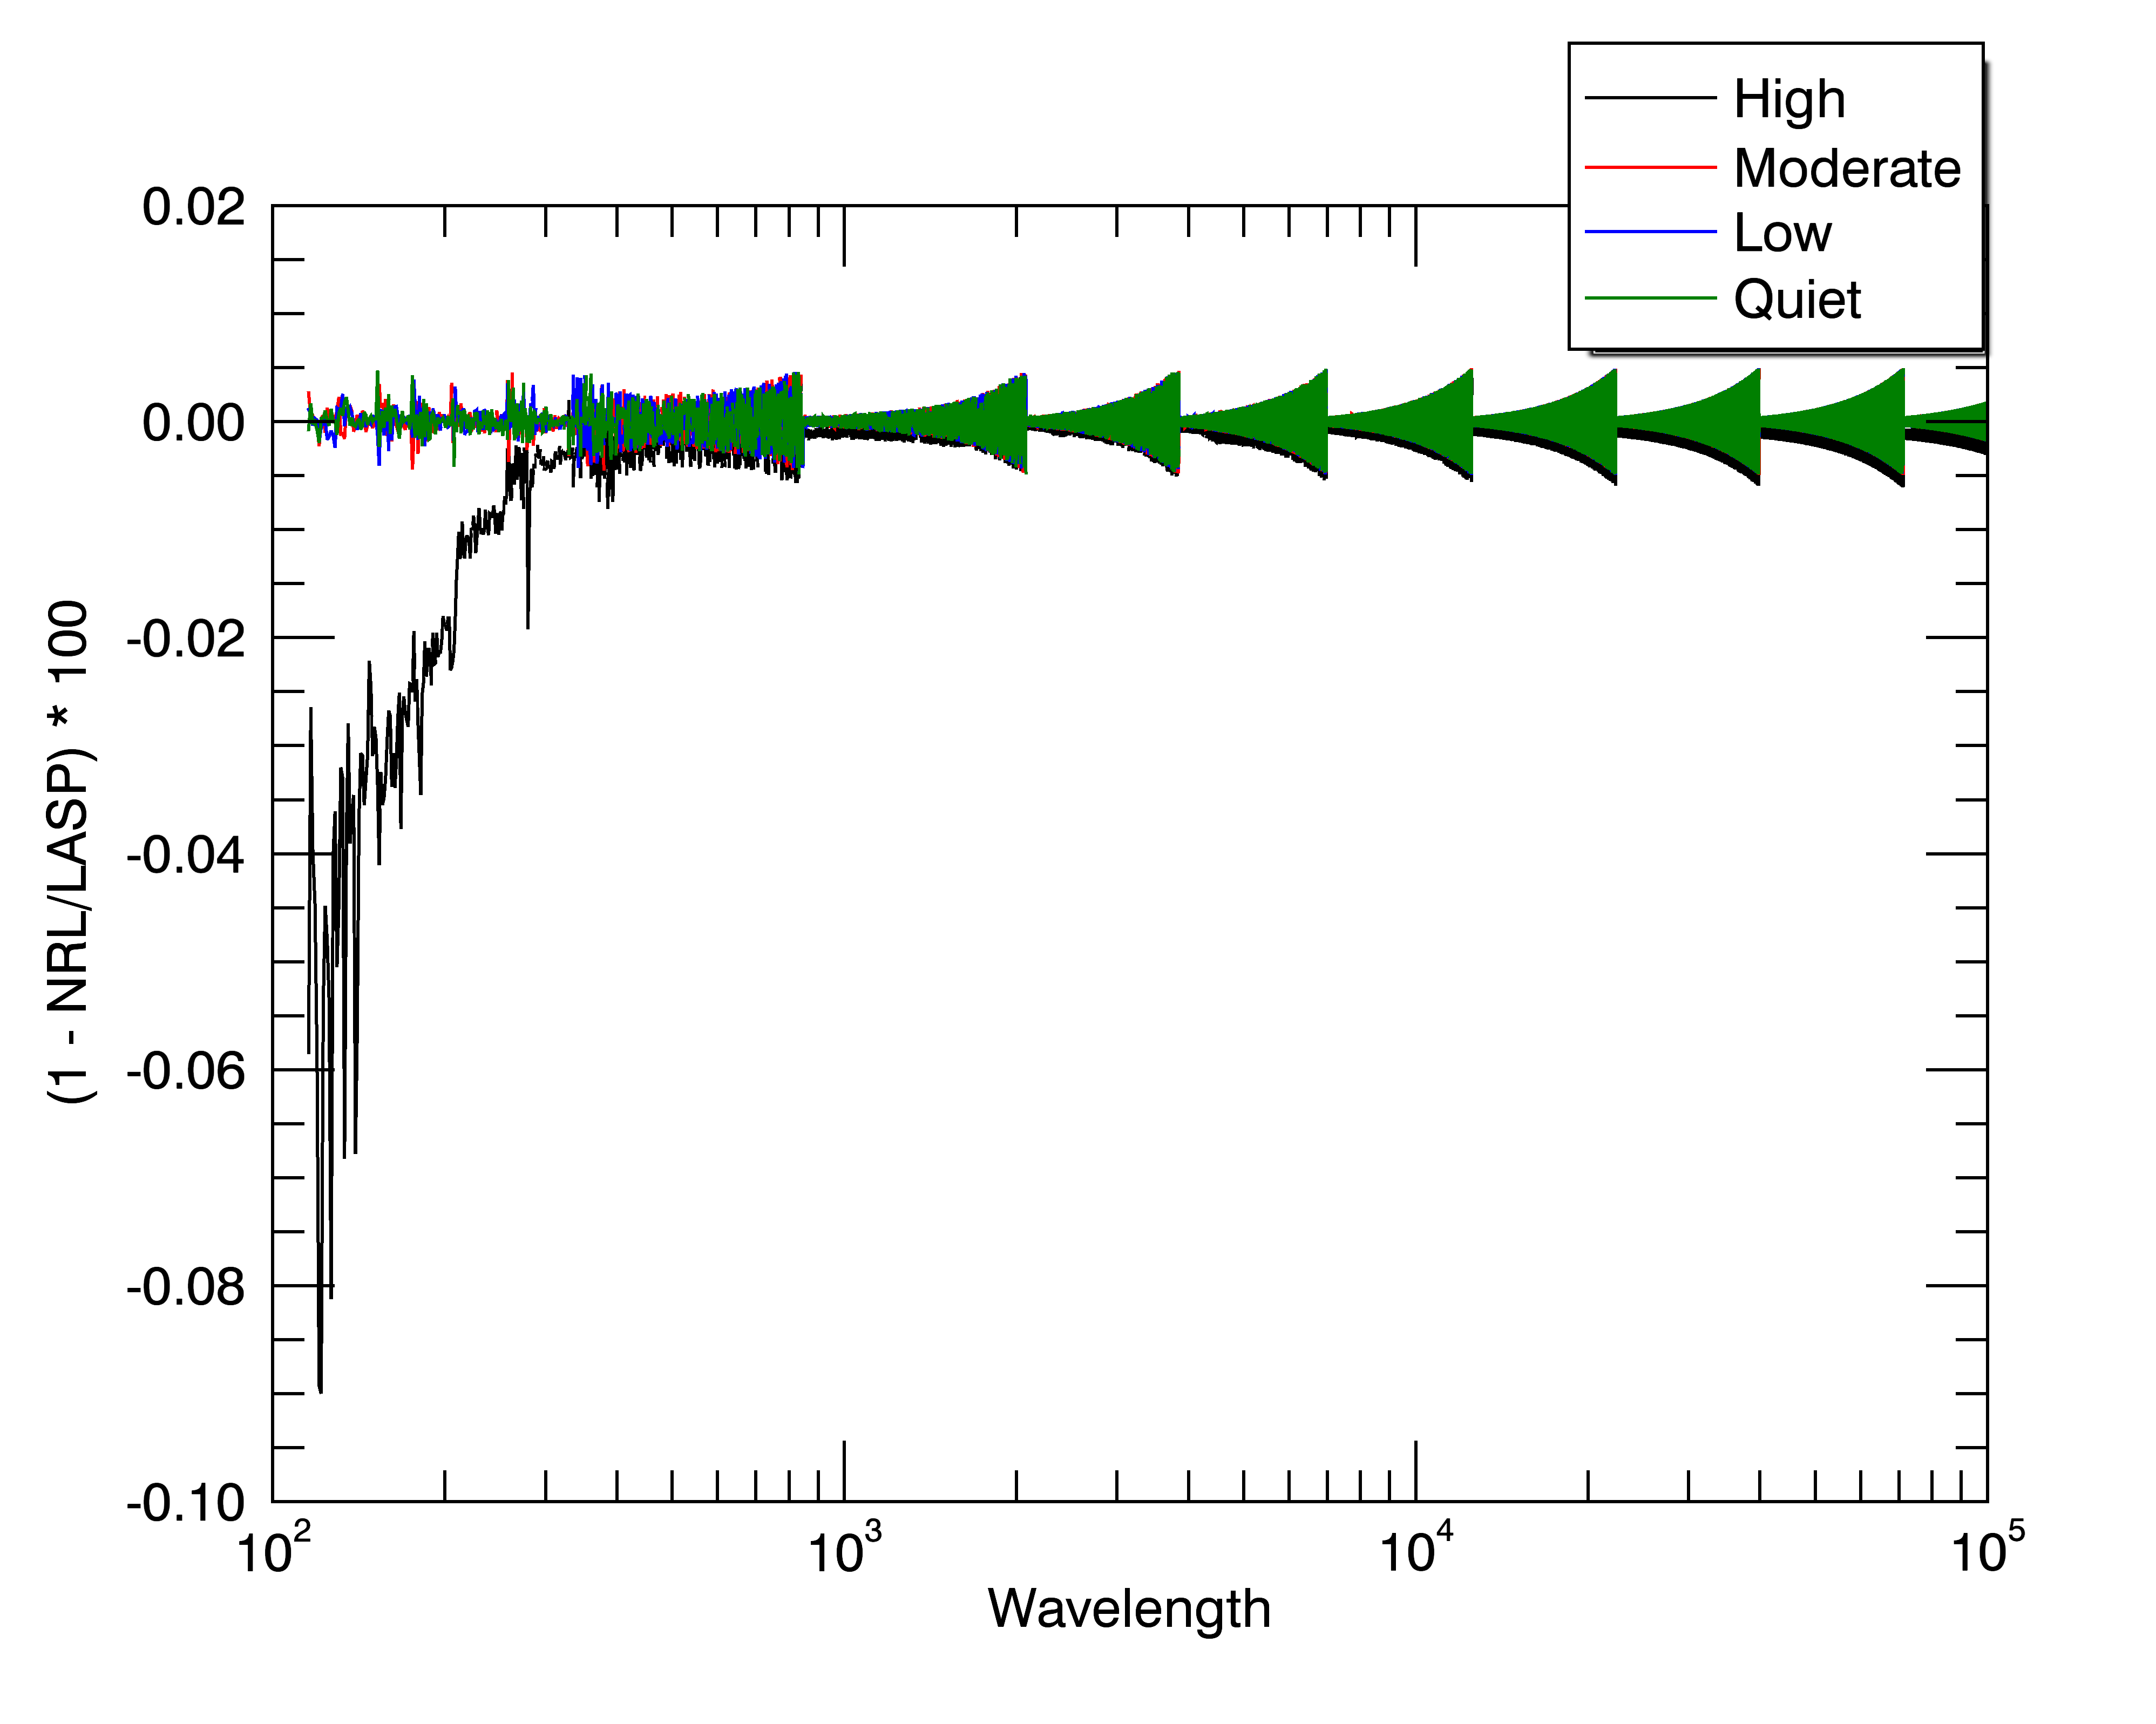 High
Moderate
Low
Quiet
0.02
0.00
-0.02
-0.04
-0.06
-0.08
-0.10
(1 - NRL/LASP) * 100
10²
10³
10⁴
10⁵
Wavelength